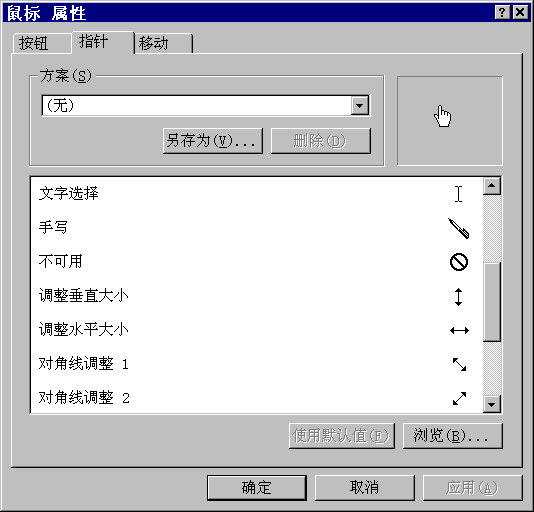 鼠标 属性
按钮 指针 移动
方案(S)
(无)
另存为(V)... 删除(D)
文字选择
手写
不可用
调整垂直大小
调整水平大小
对角线调整 1
对角线调整 2
使用默认值(F) 浏览(B)...
确定 取消 应用(A)